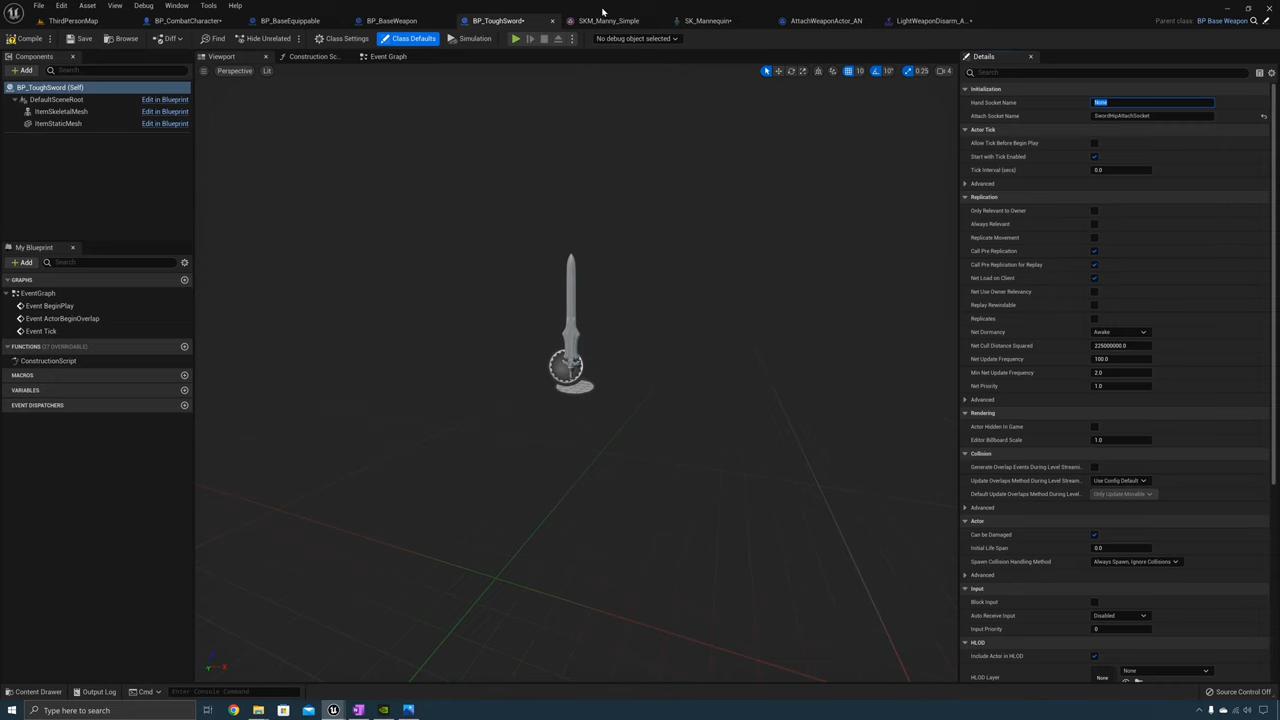 File Edit Asset View Debug Window Tools Help
ThirdPersonMap BP_CombatCharacter* BP_BaseEquippable BP_BaseWeapon BP_ToughSword* SKM_Manny_Simple SK_Mannequin* AttachWeaponActor_AN LightWeaponDisarm_A...* Parent class: BP Base Weapon
Compile Save Browse Diff Find Hide Unrelated Class Settings Class Defaults Simulation No debug object selected
Components Viewport Construction Sc... Event Graph Details
Add Search Perspective Lit 10 10° 0.25 4 Search
BP_ToughSword (Self)
DefaultSceneRoot Edit in Blueprint
ItemSkeletalMesh Edit in Blueprint
ItemStaticMesh Edit in Blueprint
My Blueprint
Add Search
GRAPHS
EventGraph
Event BeginPlay
Event ActorBeginOverlap
Event Tick
FUNCTIONS (27 OVERRIDABLE)
ConstructionScript
MACROS
VARIABLES
EVENT DISPATCHERS
Initialization
Hand Socket Name None
Attach Socket Name SwordHipAttachSocket
Actor Tick
Allow Tick Before Begin Play
Start with Tick Enabled
Tick Interval (secs) 0.0
Advanced
Replication
Only Relevant to Owner
Always Relevant
Replicate Movement
Call Pre Replication
Call Pre Replication for Replay
Net Load on Client
Net Use Owner Relevancy
Replay Rewindable
Replicates
Net Dormancy Awake
Net Cull Distance Squared 225000000.0
Net Update Frequency 100.0
Min Net Update Frequency 2.0
Net Priority 1.0
Advanced
Rendering
Actor Hidden In Game
Editor Billboard Scale 1.0
Collision
Generate Overlap Events During Level Streami..
Update Overlaps Method During Level Stream.. Use Config Default
Default Update Overlaps Method During Level.. Only Update Movable
Advanced
Actor
Can be Damaged
Initial Life Span 0.0
Spawn Collision Handling Method Always Spawn, Ignore Collisions
Advanced
Input
Block Input
Auto Receive Input Disabled
Input Priority 0
HLOD
Include Actor in HLOD
HLOD Layer None None
Z X
Content Drawer Output Log Cmd Enter Console Command Source Control Off
Type here to search